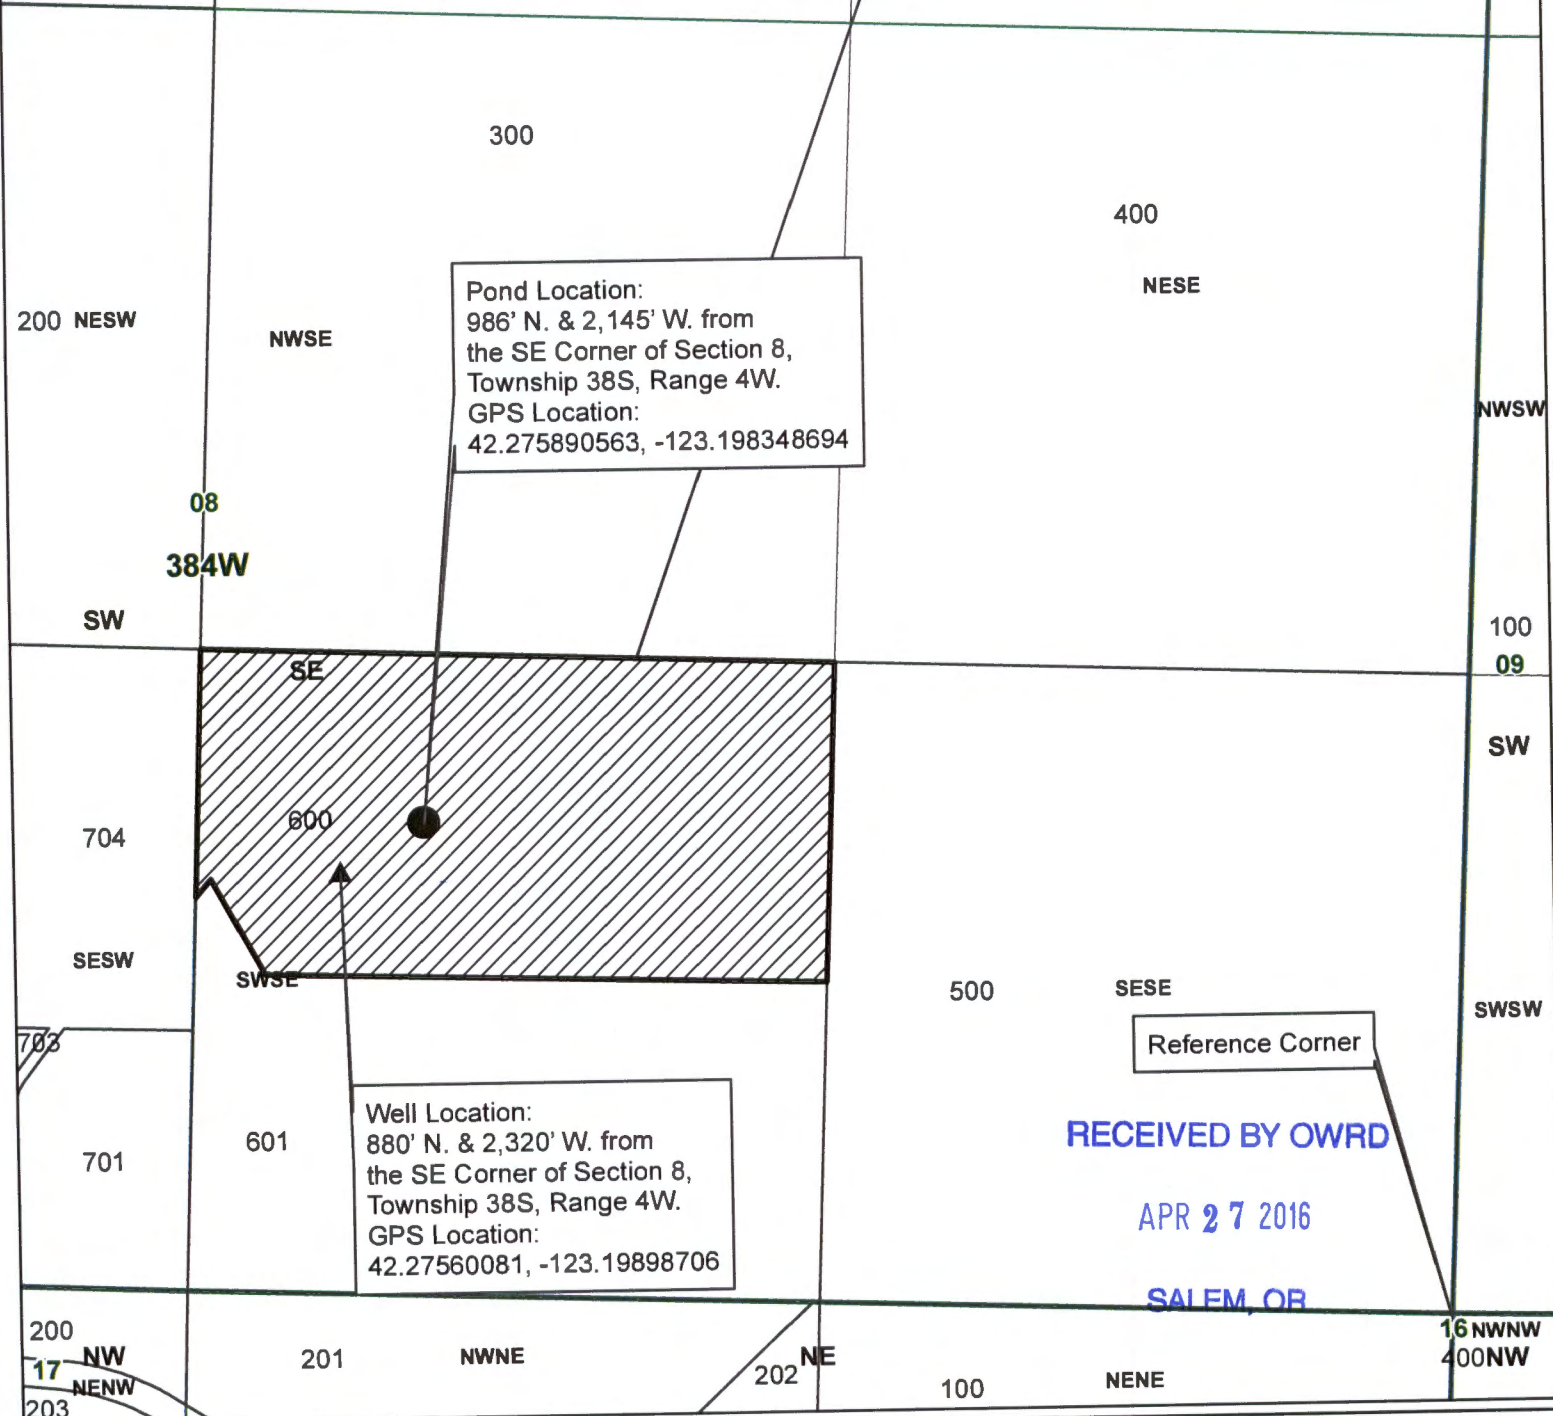 300
400
NESE
Pond Location:
986' N. & 2,145' W. from
the SE Corner of Section 8,
Township 38S, Range 4W.
GPS Location:
42.275890563, -123.198348694
200 NESW
NWSE
NWSW
08
384W
SW
100
09
SE
SW
600
704
SESW
SWSE
500
SESE
SWSW
703
Reference Corner
Well Location:
880' N. & 2,320' W. from
the SE Corner of Section 8,
Township 38S, Range 4W.
GPS Location:
42.27560081, -123.19898706
601
701
RECEIVED BY OWRD
APR 27 2016
SALEM, OR
200
NW
17
NENW
203
201
NWNE
NE
202
100
NENE
16 NWNW
400NW